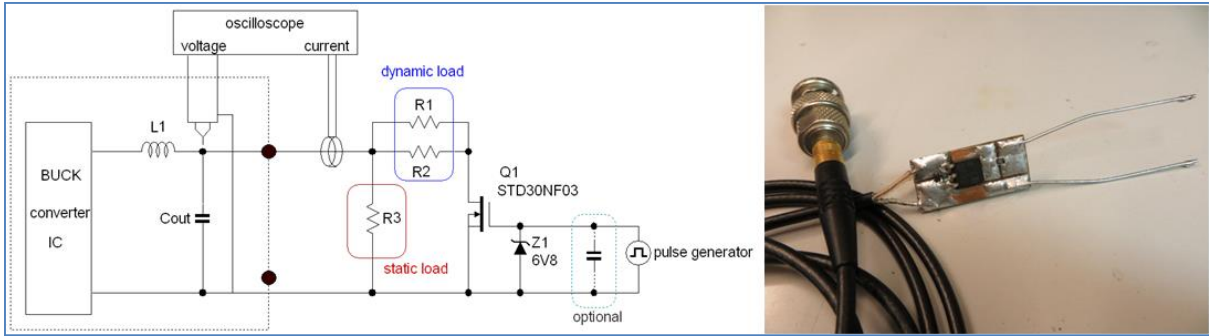 oscilloscope
voltage
current
dynamic load
R1
L1
R2
Q1
STD30NF03
BUCK
converter
IC
Cout
R3
Z1
6V8
pulse generator
static load
optional